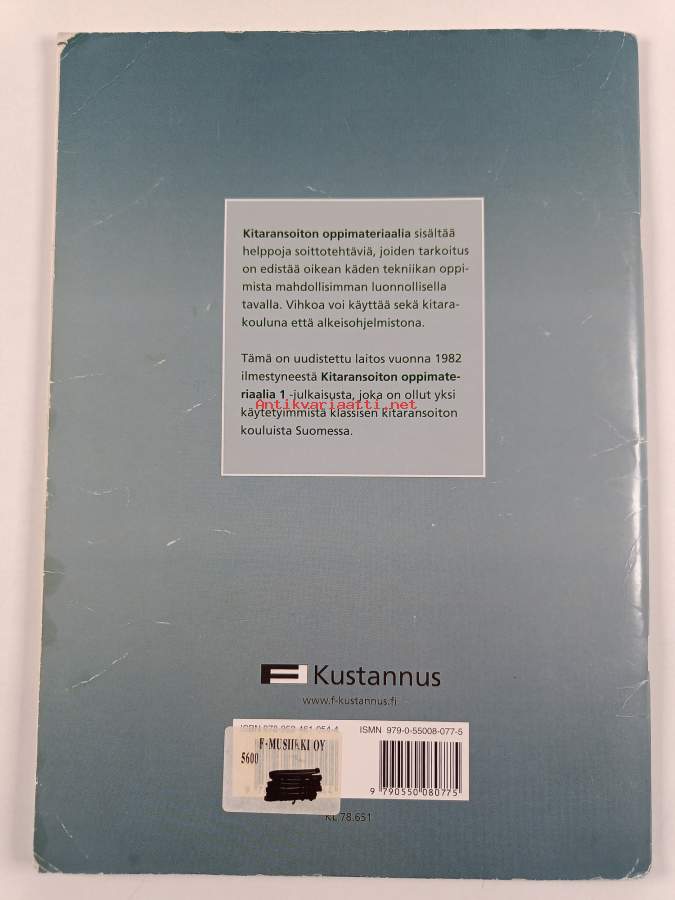 Kitaransoiton oppimateriaalia sisältää
helppoja soittotehtäviä, joiden tarkoitus
on edistää oikean käden tekniikan oppi-
mista mahdollisimman luonnollisella
tavalla. Vihkoa voi käyttää sekä kitara-
kouluna että alkeisohjelmistona.
Tämä on uudistettu laitos vuonna 1982
ilmestyneestä Kitaransoiton oppimate-
riaalia 1 -julkaisusta, joka on ollut yksi
Antikvariaatti.net
käytetyimmistä klassisen kitaransoiton
kouluista Suomessa.
F Kustannus
www.f-kustannus.fi
ISMN 979-0-55008-077-5
F-MUSIIKKI OY
5600
9 790550 080775
KL 78.651